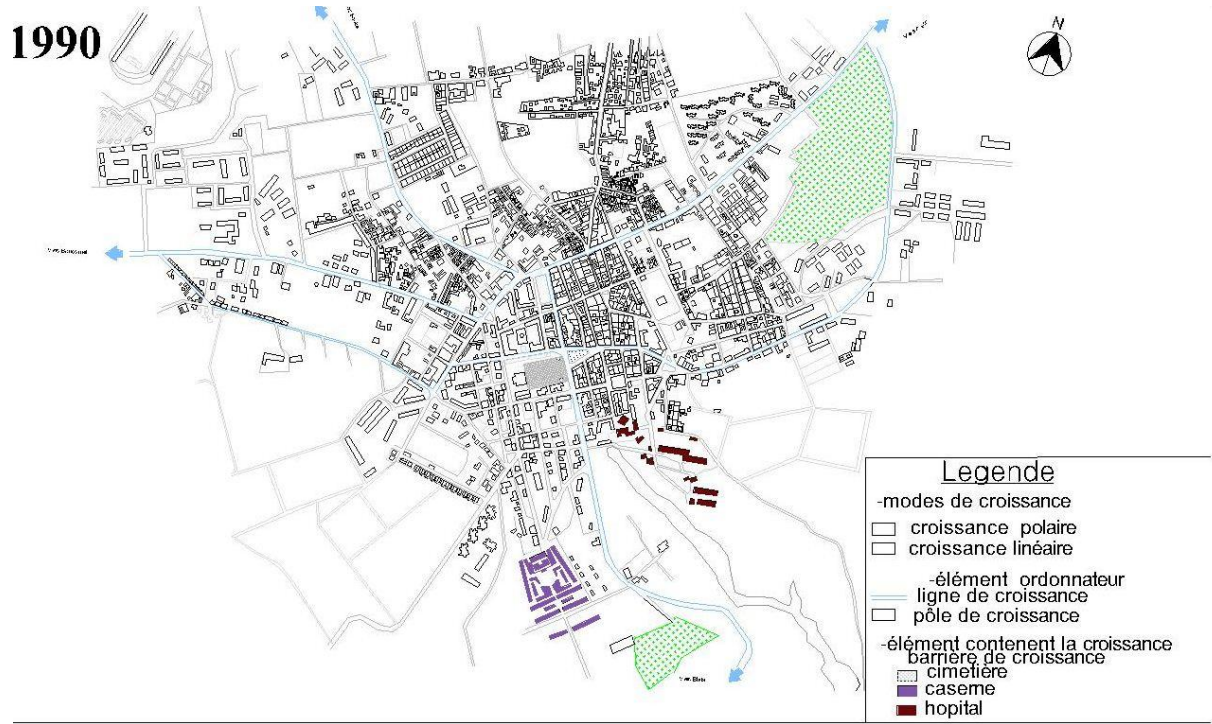 1990
N
Legende
-modes de croissance
croissance polaire
croissance linéaire
-élément ordonnateur
ligne de croissance
pôle de croissance
-élément contenent la croissance
barrière de croissance
cimetière
caserne
hopital